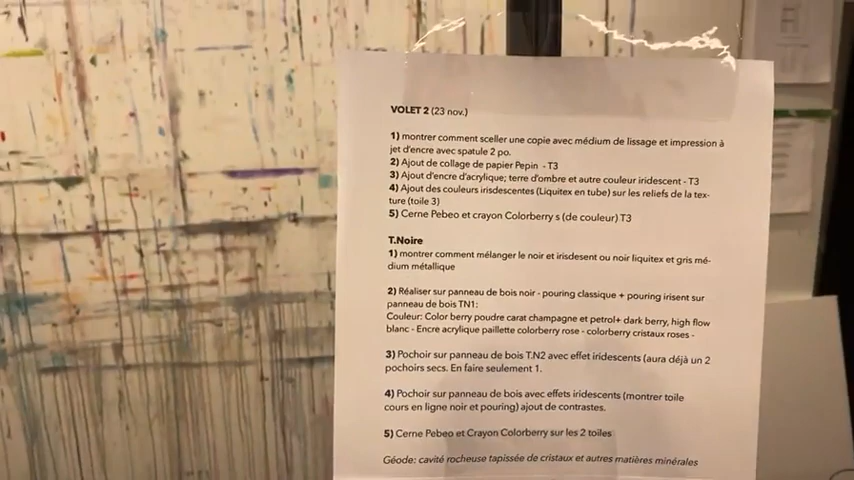 VOLET 2 (23 nov.)
1) montrer comment sceller une copie avec médium de lissage et impression à
jet d'encre avec spatule 2 po.
2) Ajout de collage de papier Pepin - T3
3) Ajout d'encre d'acrylique; terre d'ombre et autre couleur iridescent - T3
4) Ajout des couleurs irisdescentes (Liquitex en tube) sur les reliefs de la tex-
ture (toile 3)
5) Cerne Pebeo et crayon Colorberry s (de couleur) T3
T.Noire
1) montrer comment mélanger le noir et irisdesent ou noir liquitex et gris mé-
dium métallique
2) Réaliser sur panneau de bois noir - pouring classique + pouring irisent sur
panneau de bois TN1:
Couleur: Color berry poudre carat champagne et petrol+ dark berry, high flow
blanc - Encre acrylique paillette colorberry rose - colorberry cristaux roses -
3) Pochoir sur panneau de bois T.N2 avec effet iridescents (aura déjà un 2
pochoirs secs. En faire seulement 1.
4) Pochoir sur panneau de bois avec effets iridescents (montrer toile
cours en ligne noir et pouring) ajout de contrastes.
5) Cerne Pebeo et Crayon Colorberry sur les 2 toiles
Géode: cavité rocheuse tapissée de cristaux et autres matières minérales